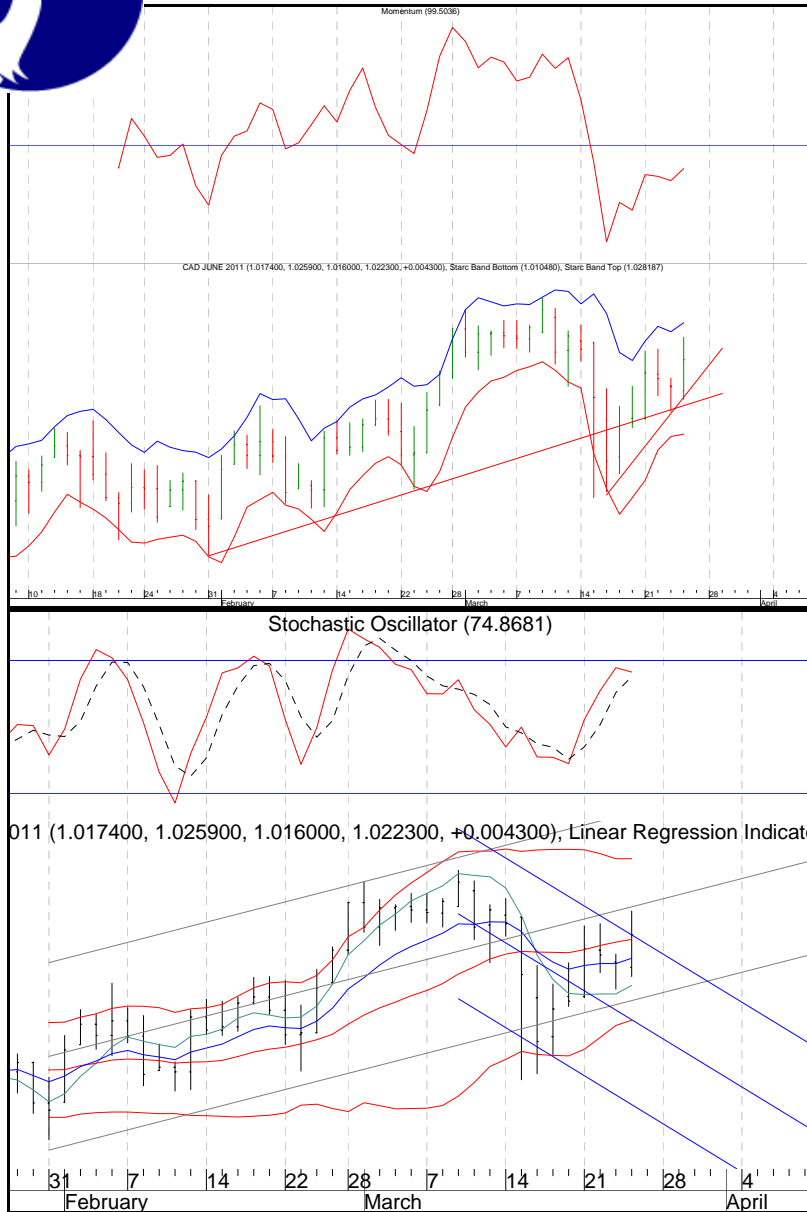 Momentum (99.5036)
CAD JUNE 2011 (1.017400, 1.025900, 1.016000, 1.022300, +0.004300), Starc Band Bottom (1.010480), Starc Band Top (1.028187)
10 18 24 31 7 14 22 28 7 14 21 28 4
February March April
Stochastic Oscillator (74.8681)
011 (1.017400, 1.025900, 1.016000, 1.022300, +0.004300), Linear Regression Indicat
31 7 14 22 28 7 14 21 28 4
February March April